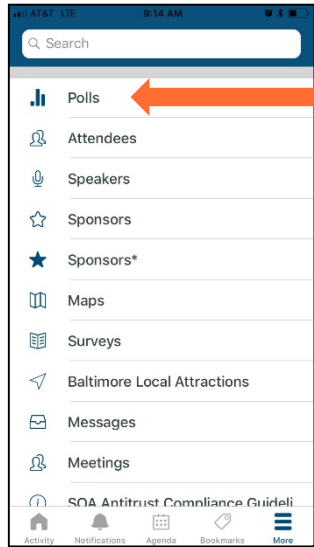 AT&T LTE 9:14 AM
Search
Polls
Attendees
Speakers
Sponsors
Sponsors*
Maps
Surveys
Baltimore Local Attractions
Messages
Meetings
SOA Antitrust Compliance Guideli
Activity Notifications Agenda Bookmarks More